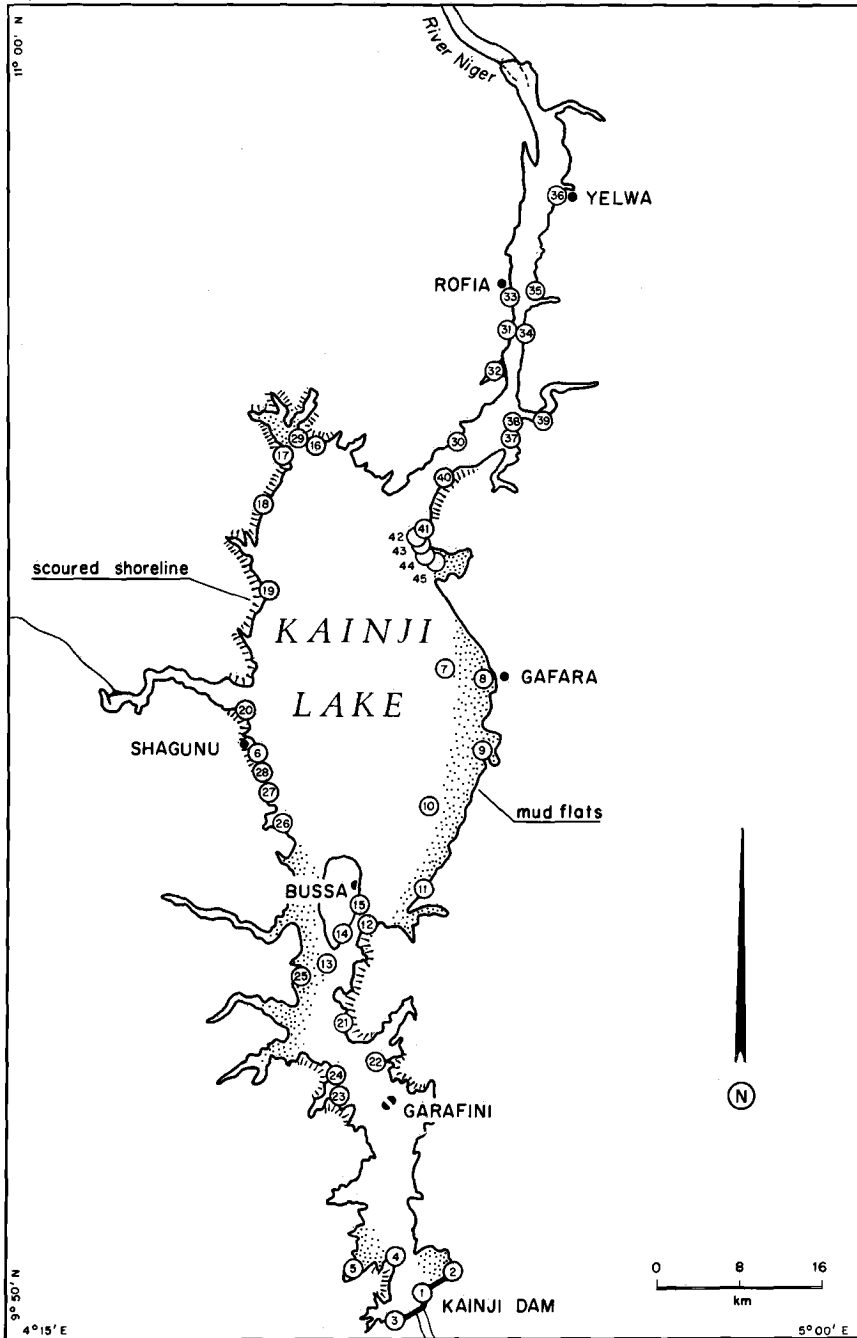 11° 00' N
River Niger
36
YELWA
ROFIA
33
35
31
34
32
38
39
37
30
29
16
17
40
18
41
42
43
44
45
scoured shoreline
19
KAINJI
7
8
GAFARA
LAKE
20
SHAGUNU
6
9
28
27
10
mud flats
26
BUSSA
11
15
12
14
13
25
21
22
24
23
GARAFINI
N
4
5
2
1
KAINJI DAM
3
0 8 16
km
9° 50' N
4° 15' E
5° 00' E